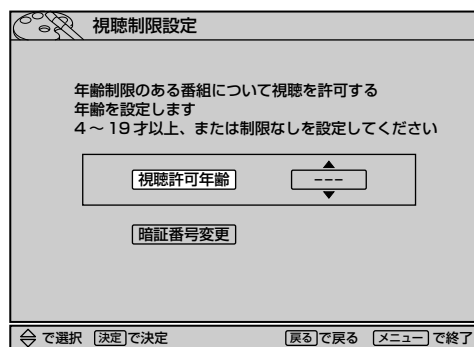 視聴制限設定
年齢制限のある番組について視聴を許可する
年齢を設定します
4～19才以上、または制限なしを設定してください
視聴許可年齢 ---
暗証番号変更
で選択 決定で決定 戻るで戻る メニューで終了